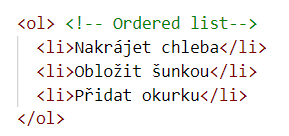 <ol> <!-- Ordered list-->
<li>Nakrájet chleba</li>
<li>Obložit šunkou</li>
<li>Přidat okurku</li>
</ol>